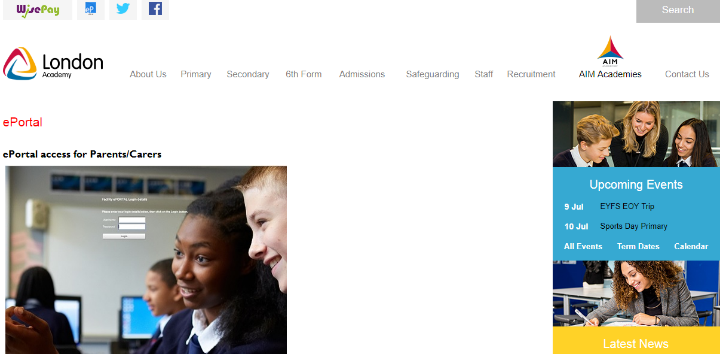 WisePay
eP
Search
London
Academy
AIM
About Us
Primary
Secondary
6th Form
Admissions
Safeguarding
Staff
Recruitment
AIM Academies
Contact Us
ePortal
ePortal access for Parents/Carers
Upcoming Events
9 Jul EYFS EOY Trip
10 Jul Sports Day Primary
All Events Term Dates Calendar
Latest News